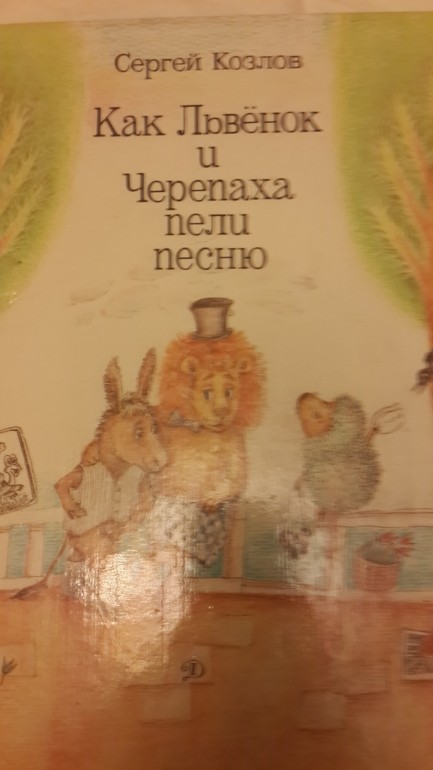 Сергей Козлов
Как Львёнок
и
Черепаха
пели
песню
Д